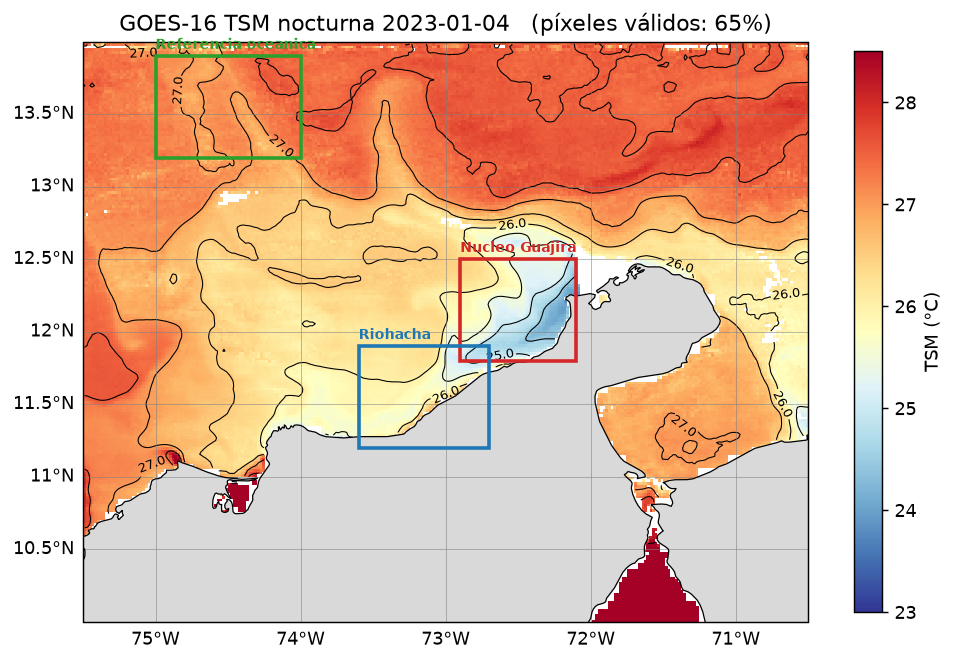 GOES-16 TSM nocturna 2023-01-04   (píxeles válidos: 65%)
Referencia oceanica
27.0
27.0
27.0
28
13.5°N
13°N
27
26.0
Nucleo Guajira
12.5°N
26.0
26.0
26
12°N
Riohacha
25.0
TSM (°C)
11.5°N
26.0
26.0
25
27.0
27.0
11°N
24
10.5°N
23
75°W
74°W
73°W
72°W
71°W